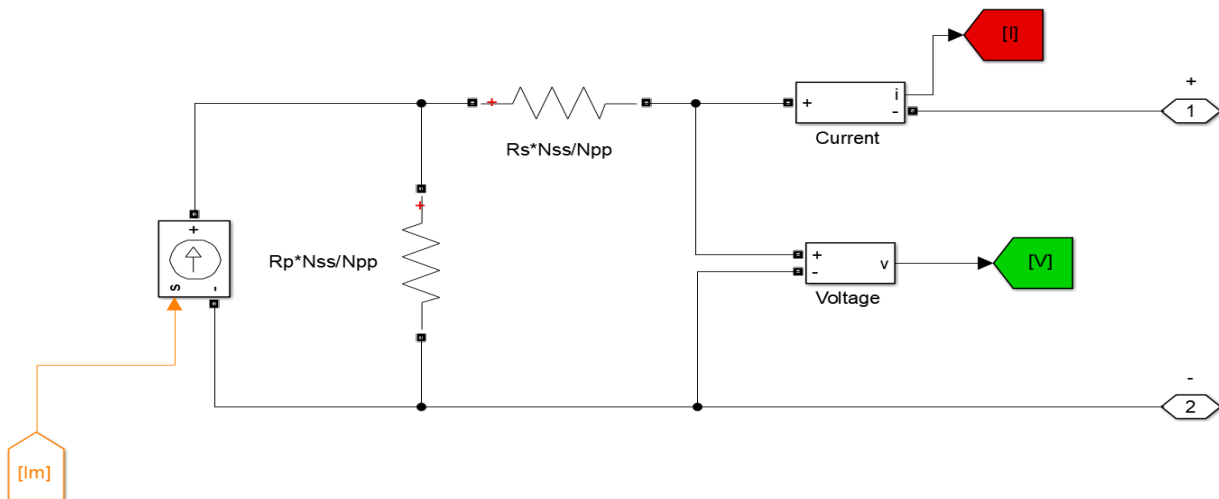 [I]
+
i
+
-
1
Current
+
Rs*Nss/Npp
+
+
Rp*Nss/Npp
s
-
+
-
v
[V]
Voltage
-
2
[Im]